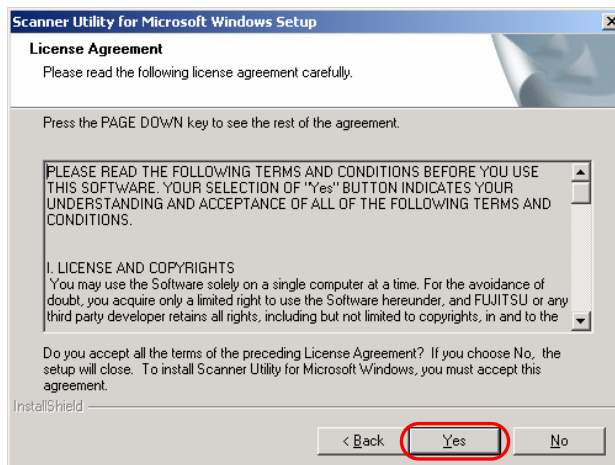 Scanner Utility for Microsoft Windows Setup
License Agreement
Please read the following license agreement carefully.
Press the PAGE DOWN key to see the rest of the agreement.
PLEASE READ THE FOLLOWING TERMS AND CONDITIONS BEFORE YOU USE
THIS SOFTWARE. YOUR SELECTION OF "Yes" BUTTON INDICATES YOUR
UNDERSTANDING AND ACCEPTANCE OF ALL OF THE FOLLOWING TERMS AND
CONDITIONS.
I. LICENSE AND COPYRIGHTS
You may use the Software solely on a single computer at a time. For the avoidance of
doubt, you acquire only a limited right to use the Software hereunder, and FUJITSU or any
third party developer retains all rights, including but not limited to copyrights, in and to the
Do you accept all the terms of the preceding License Agreement? If you choose No, the
setup will close. To install Scanner Utility for Microsoft Windows, you must accept this
agreement.
InstallShield
< Back Yes No